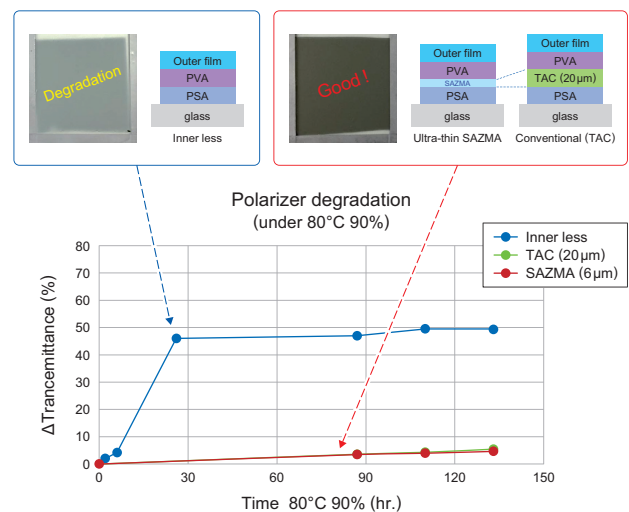 Degradation
Outer film
PVA
PSA
glass
Inner less
Good !
Outer film
PVA
SAZMA
PSA
glass
Ultra-thin SAZMA
Outer film
PVA
TAC (20μm)
PSA
glass
Conventional (TAC)
Polarizer degradation
(under 80°C 90%)
Inner less
TAC (20μm)
SAZMA (6μm)
ΔTrancemittance (%)
80
70
60
50
40
30
20
10
0
0 30 60 90 120 150
Time 80°C 90% (hr.)